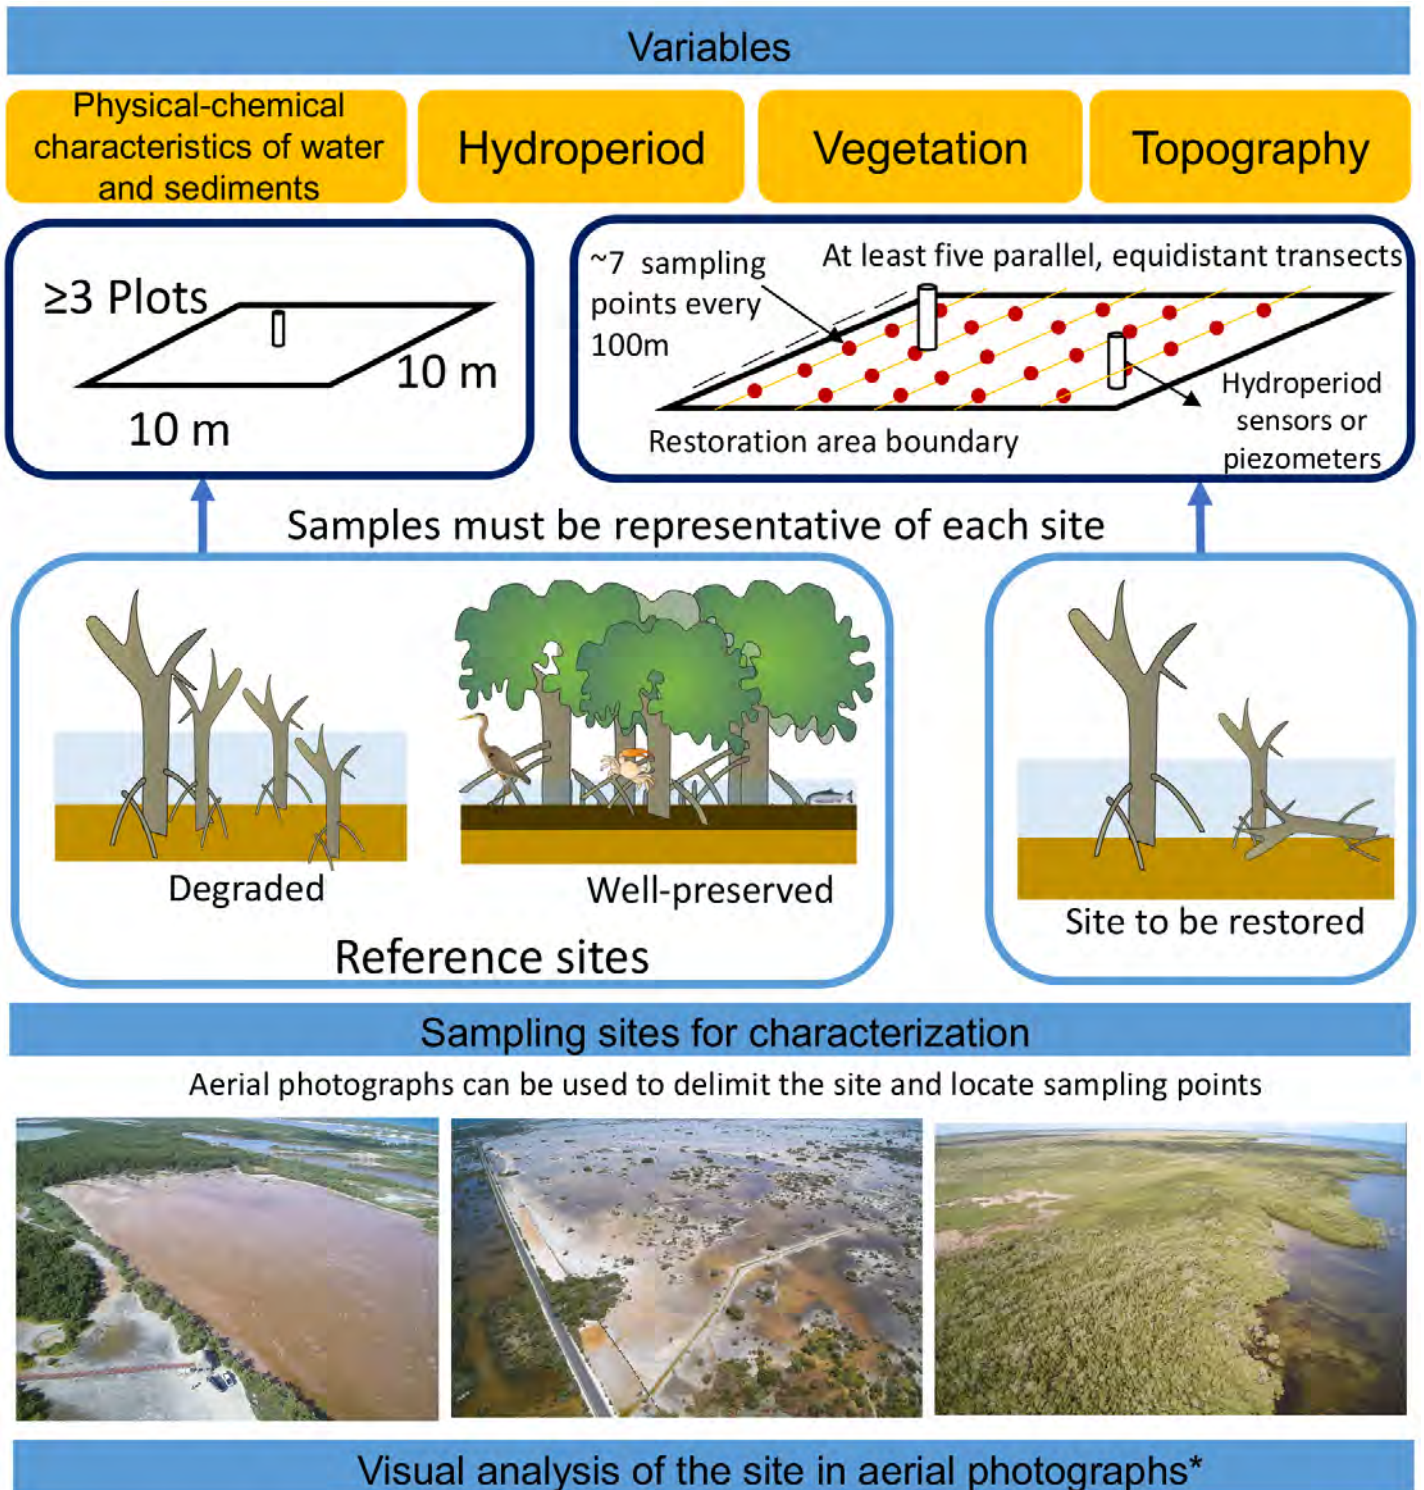 Variables
Physical-chemical
characteristics of water
and sediments
Hydroperiod
Vegetation
Topography
≥3 Plots
10 m
10 m
~7 sampling
points every
100m
At least five parallel, equidistant transects
Hydroperiod
sensors or
piezometers
Restoration area boundary
Samples must be representative of each site
Degraded
Well-preserved
Reference sites
Site to be restored
Sampling sites for characterization
Aerial photographs can be used to delimit the site and locate sampling points
Visual analysis of the site in aerial photographs*